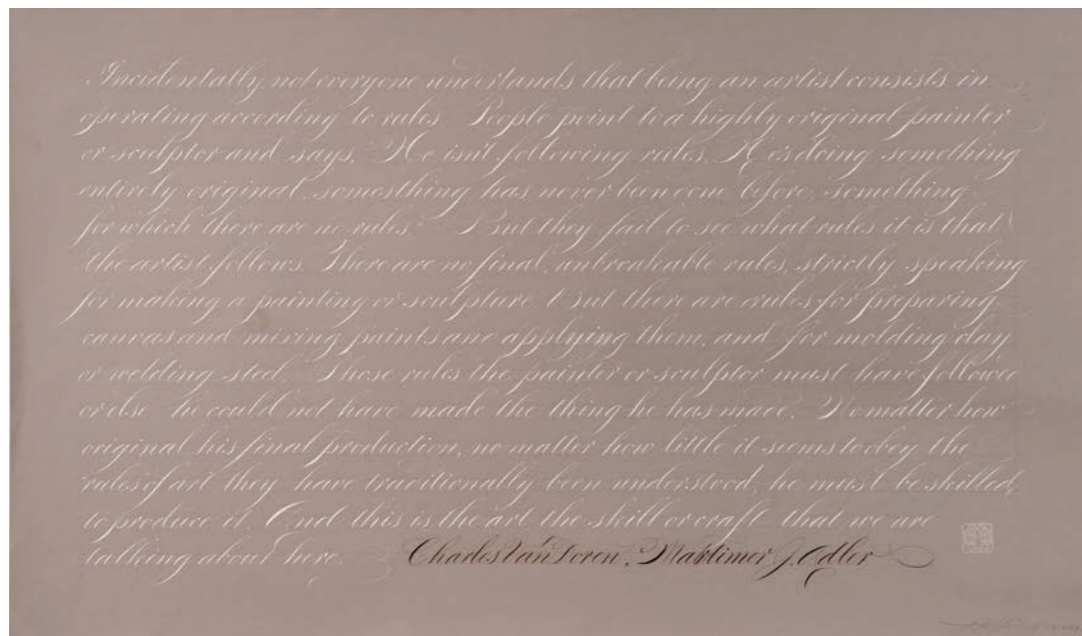 Incidentally, not everyone understands that being an artist consists in
operating according to rules. People point to a highly original painter
or sculptor and says, "He isn't following rules. He is doing something
entirely original, somesthing has never been done before, something
for which there are no rules." But they fail to see what rules it is that
the artist follows. There are no final, unbreakable rules, strictly speaking
for making a painting or sculpture. But there are rules for preparing
canvas and mixing paints and applying them, and for molding clay
or welding steel. Those rules the painter or sculptor must have followed
or else he could not have made the thing he has made. No matter how
original his final production, no matter how little it seems to obey the
rules of art they have traditionally been understood, he must be skilled
to produce it. And this is the art the skill or craft that we are
talking about here. Charles Van Doren, Mortimer J. Adler